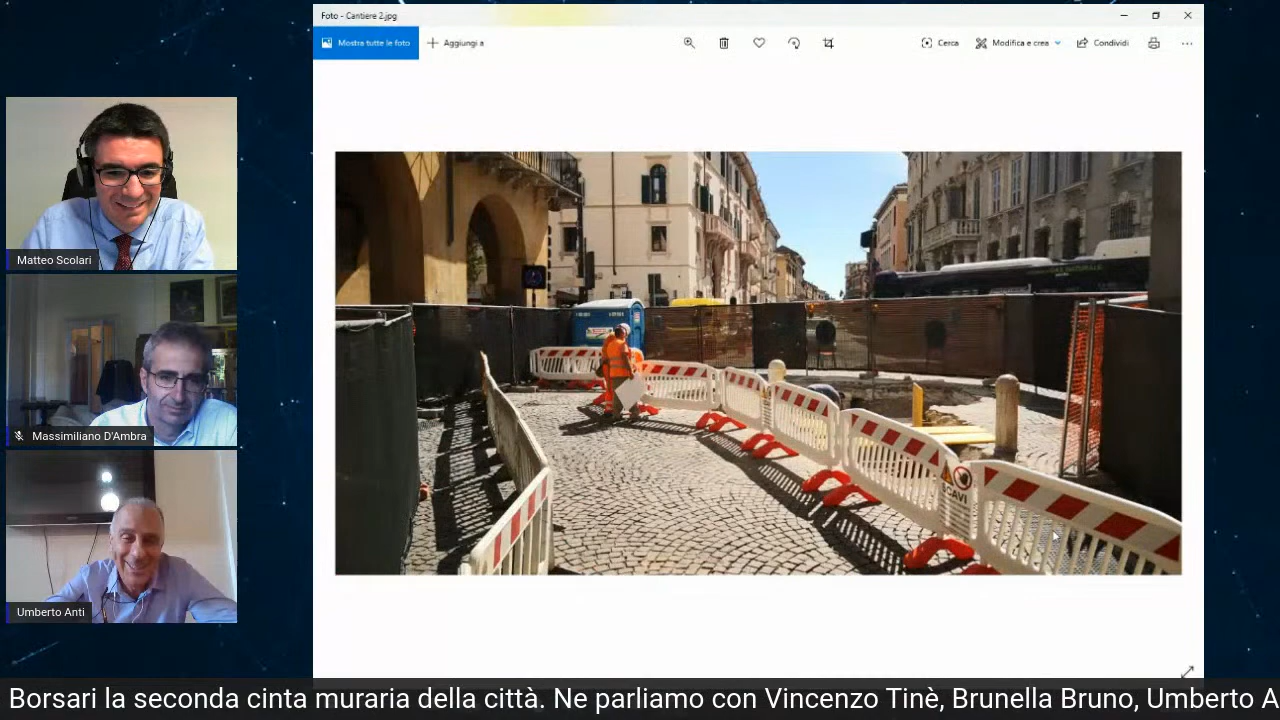 Foto - Cantiere 2.jpg
Mostra tutte le foto
Aggiungi a
Cerca
Modifica e crea
Condividi
Matteo Scolari
Massimiliano D'Ambra
Umberto Anti
SCAVI
Borsari la seconda cinta muraria della città. Ne parliamo con Vincenzo Tinè, Brunella Bruno, Umberto A